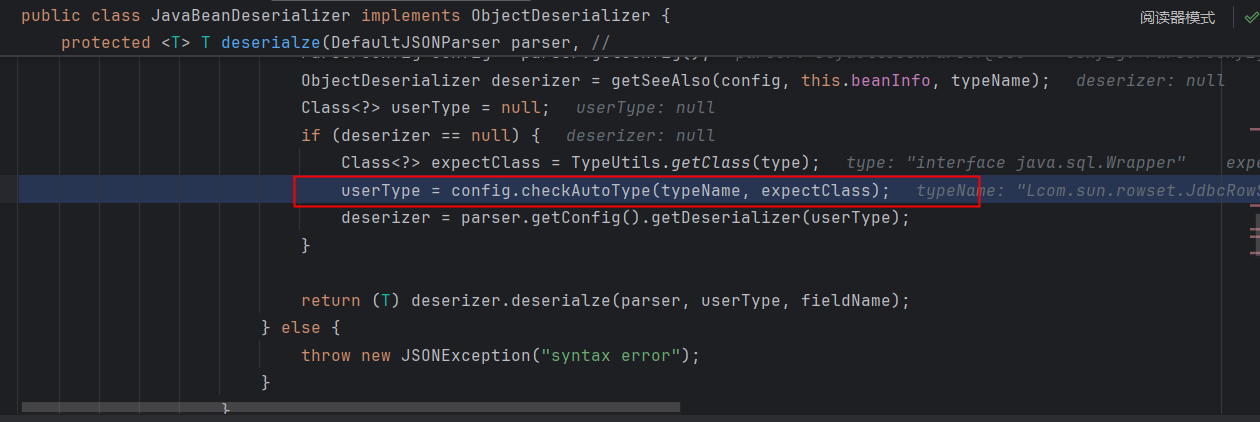 public class JavaBeanDeserializer implements ObjectDeserializer {
阅读器模式
protected <T> T deserialze(DefaultJSONParser parser, //
ObjectDeserializer deserizer = getSeeAlso(config, this.beanInfo, typeName); deserizer: null
Class<?> userType = null; userType: null
if (deserizer == null) { deserizer: null
Class<?> expectClass = TypeUtils.getClass(type); type: "interface java.sql.Wrapper" expe
userType = config.checkAutoType(typeName, expectClass); typeName: "Lcom.sun.rowset.JdbcRowS
deserizer = parser.getConfig().getDeserializer(userType);
}
return (T) deserizer.deserialze(parser, userType, fieldName);
} else {
throw new JSONException("syntax error");
}
}